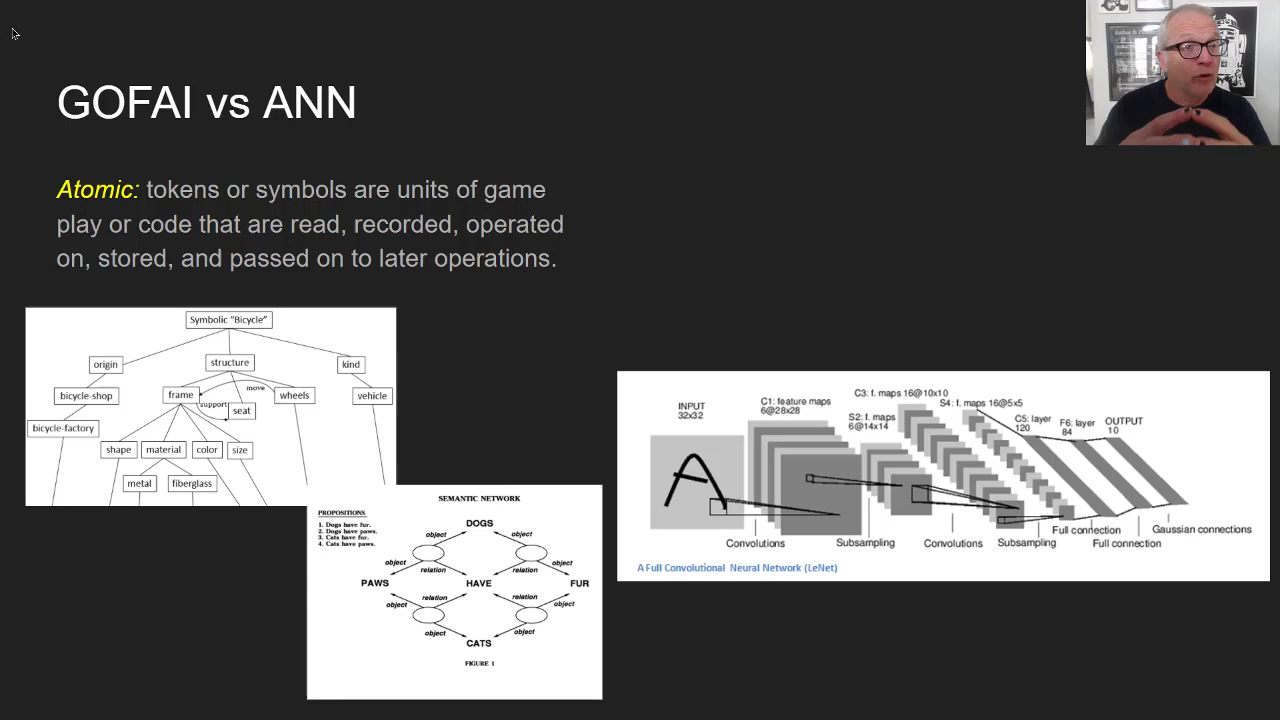 GOFAI vs ANN
Atomic: tokens or symbols are units of game
play or code that are read, recorded, operated
on, stored, and passed on to later operations.
Symbolic "Bicycle"
origin
structure
kind
bicycle-shop
frame
move
wheels
vehicle
support
seat
bicycle-factory
shape
material
color
size
metal
fiberglass
SEMANTIC NETWORK
PROPOSITIONS
1. Dogs have fur.
2. Dogs have paws.
3. Cats have fur.
4. Cats have paws.
DOGS
object
object
object
relation
relation
object
PAWS
HAVE
FUR
object
relation
relation
object
object
object
CATS
FIGURE 1
INPUT
32x32
C1: feature maps
6@28x28
S2: f. maps
6@14x14
C3: f. maps 16@10x10
S4: f. maps 16@5x5
C5: layer
120
F6: layer
84
OUTPUT
10
Convolutions
Subsampling
Convolutions
Subsampling
Full connection
Full connection
Gaussian connections
A Full Convolutional Neural Network (LeNet)